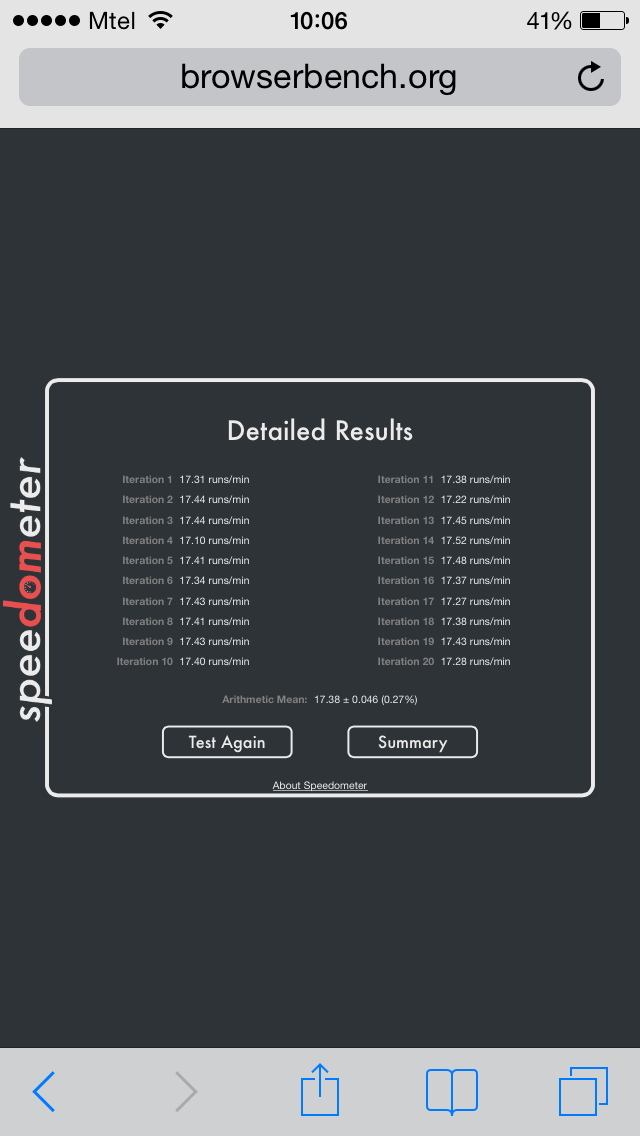 Mtel 10:06 41%
browserbench.org
speedometer
Detailed Results
Iteration 1 17.31 runs/min
Iteration 2 17.44 runs/min
Iteration 3 17.44 runs/min
Iteration 4 17.10 runs/min
Iteration 5 17.41 runs/min
Iteration 6 17.34 runs/min
Iteration 7 17.43 runs/min
Iteration 8 17.41 runs/min
Iteration 9 17.43 runs/min
Iteration 10 17.40 runs/min
Iteration 11 17.38 runs/min
Iteration 12 17.22 runs/min
Iteration 13 17.45 runs/min
Iteration 14 17.52 runs/min
Iteration 15 17.48 runs/min
Iteration 16 17.37 runs/min
Iteration 17 17.27 runs/min
Iteration 18 17.38 runs/min
Iteration 19 17.43 runs/min
Iteration 20 17.28 runs/min
Arithmetic Mean: 17.38 ± 0.046 (0.27%)
Test Again Summary
About Speedometer